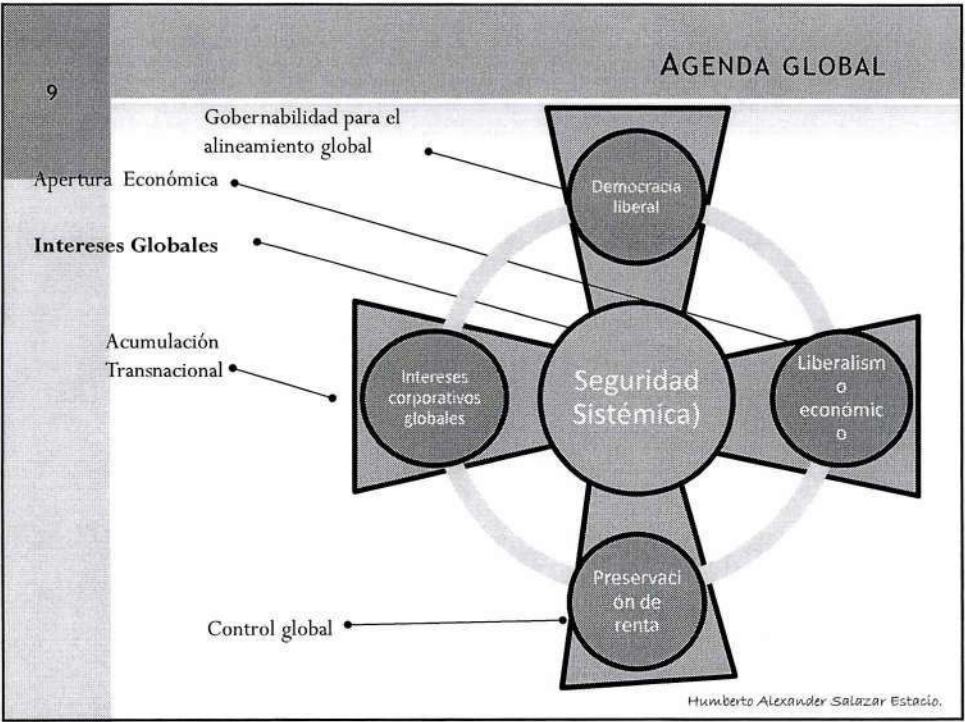 AGENDA GLOBAL
9
Gobernabilidad para el
alineamiento global
Apertura Económica
Intereses Globales
Acumulación
Transnacional
Control global
Democracia
liberal
Intereses
corporativos
globales
Seguridad
Sistémica)
Liberalism
o
económic
o
Preservaci
ón de
renta
Humberto Alexander Salazar Estacio.